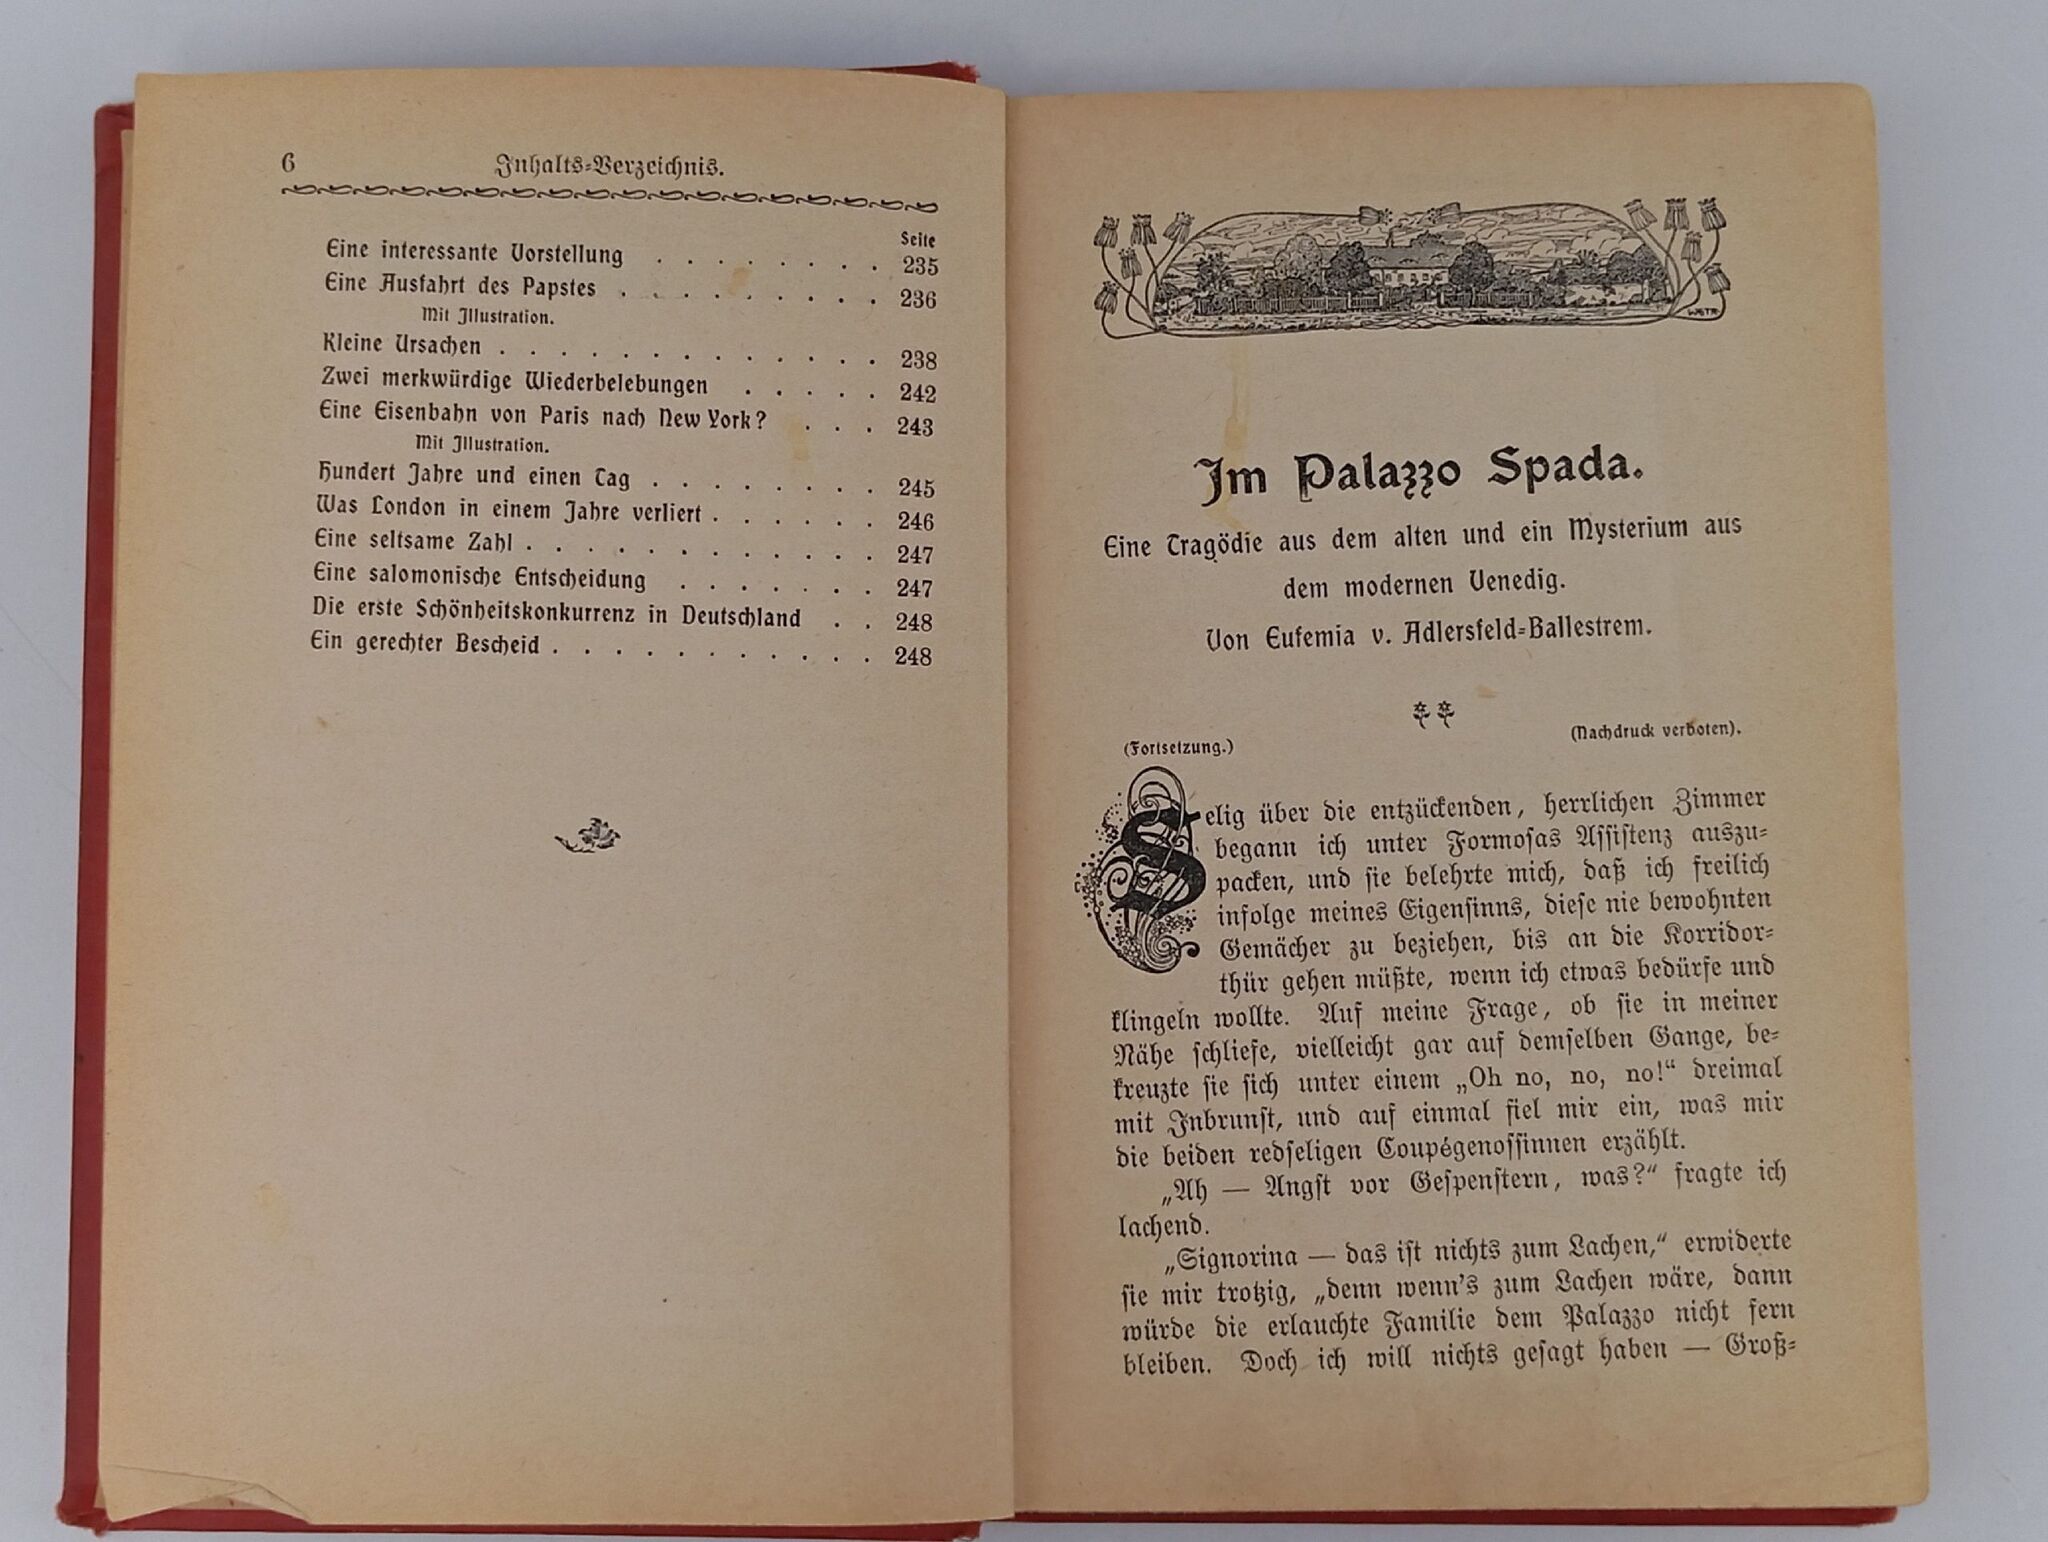 6
Inhalts-Verzeichnis.
Seite
Eine interessante Vorstellung . . . . . . . . 235
Eine Ausfahrt des Papstes . . . . . . . . . 236
Mit Illustration.
Kleine Ursachen . . . . . . . . . . . . . 238
Zwei merkwürdige Wiederbelebungen . . . . . 242
Eine Eisenbahn von Paris nach New York? . . . 243
Mit Illustration.
Hundert Jahre und einen Tag . . . . . . . . 245
Was London in einem Jahre verliert . . . . . . 246
Eine seltsame Zahl . . . . . . . . . . . . 247
Eine salomonische Entscheidung . . . . . . . 247
Die erste Schönheitskonkurrenz in Deutschland . . 248
Ein gerechter Bescheid . . . . . . . . . . . 248
Im Palazzo Spada.
Eine Tragödie aus dem alten und ein Mysterium aus
dem modernen Venedig.
Von Eufemia v. Adlersfeld-Ballestrem.
(Fortsetzung.)
(Nachdruck verboten).
Selig über die entzückenden, herrlichen Zimmer
begann ich unter Formosas Assistenz auszu-
packen, und sie belehrte mich, daß ich freilich
infolge meines Eigensinns, diese nie bewohnten
Gemächer zu beziehen, bis an die Korridor-
thür gehen müßte, wenn ich etwas bedürfe und
klingeln wollte. Auf meine Frage, ob sie in meiner
Nähe schliefe, vielleicht gar auf demselben Gange, be-
kreuzte sie sich unter einem „Oh no, no, no!“ dreimal
mit Inbrunst, und auf einmal fiel mir ein, was mir
die beiden redseligen Coupégenossinnen erzählt.
„Ah — Angst vor Gespenstern, was?“ fragte ich
lachend.
„Signorina — das ist nichts zum Lachen,“ erwiderte
sie mir trotzig, „denn wenn's zum Lachen wäre, dann
würde die erlauchte Familie dem Palazzo nicht fern
bleiben. Doch ich will nichts gesagt haben — Groß-